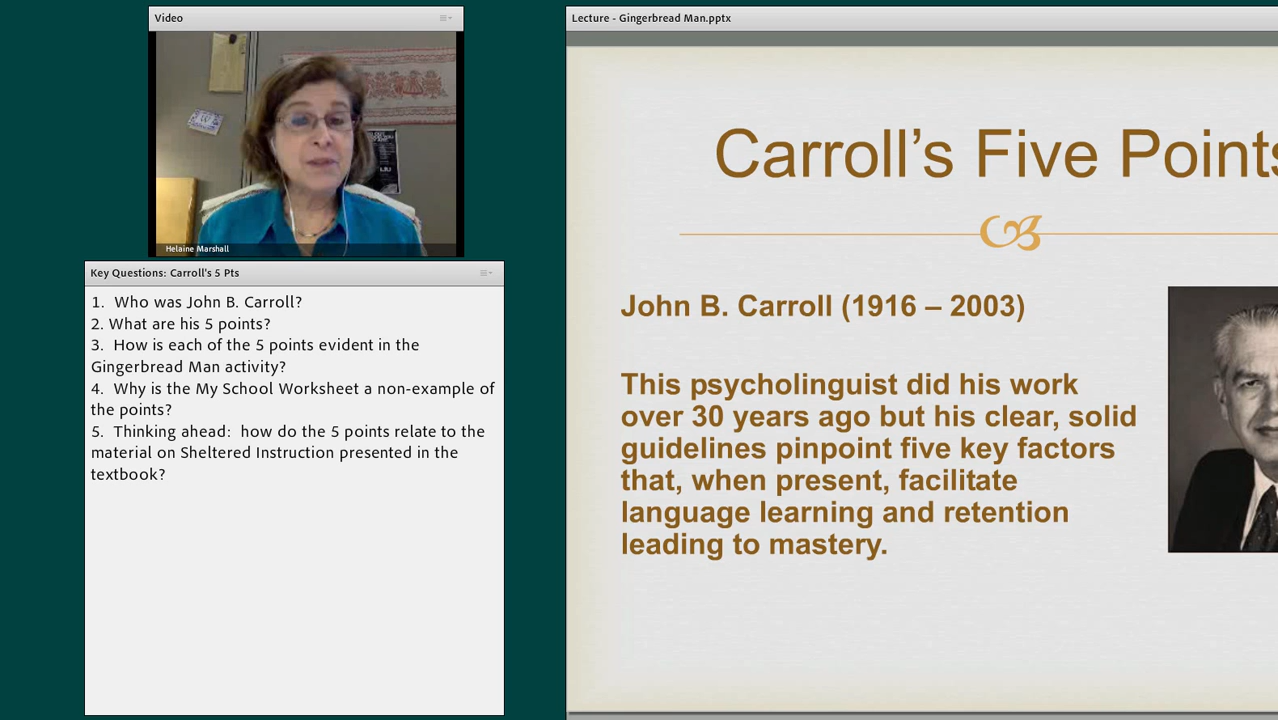 Video
Helaine Marshall
Key Questions: Carroll's 5 Pts
1.  Who was John B. Carroll?
2. What are his 5 points?
3.  How is each of the 5 points evident in the
Gingerbread Man activity?
4.  Why is the My School Worksheet a non-example of
the points?
5.  Thinking ahead:  how do the 5 points relate to the
material on Sheltered Instruction presented in the
textbook?
Lecture - Gingerbread Man.pptx
Carroll’s Five Points
John B. Carroll (1916 – 2003)
This psycholinguist did his work
over 30 years ago but his clear, solid
guidelines pinpoint five key factors
that, when present, facilitate
language learning and retention
leading to mastery.